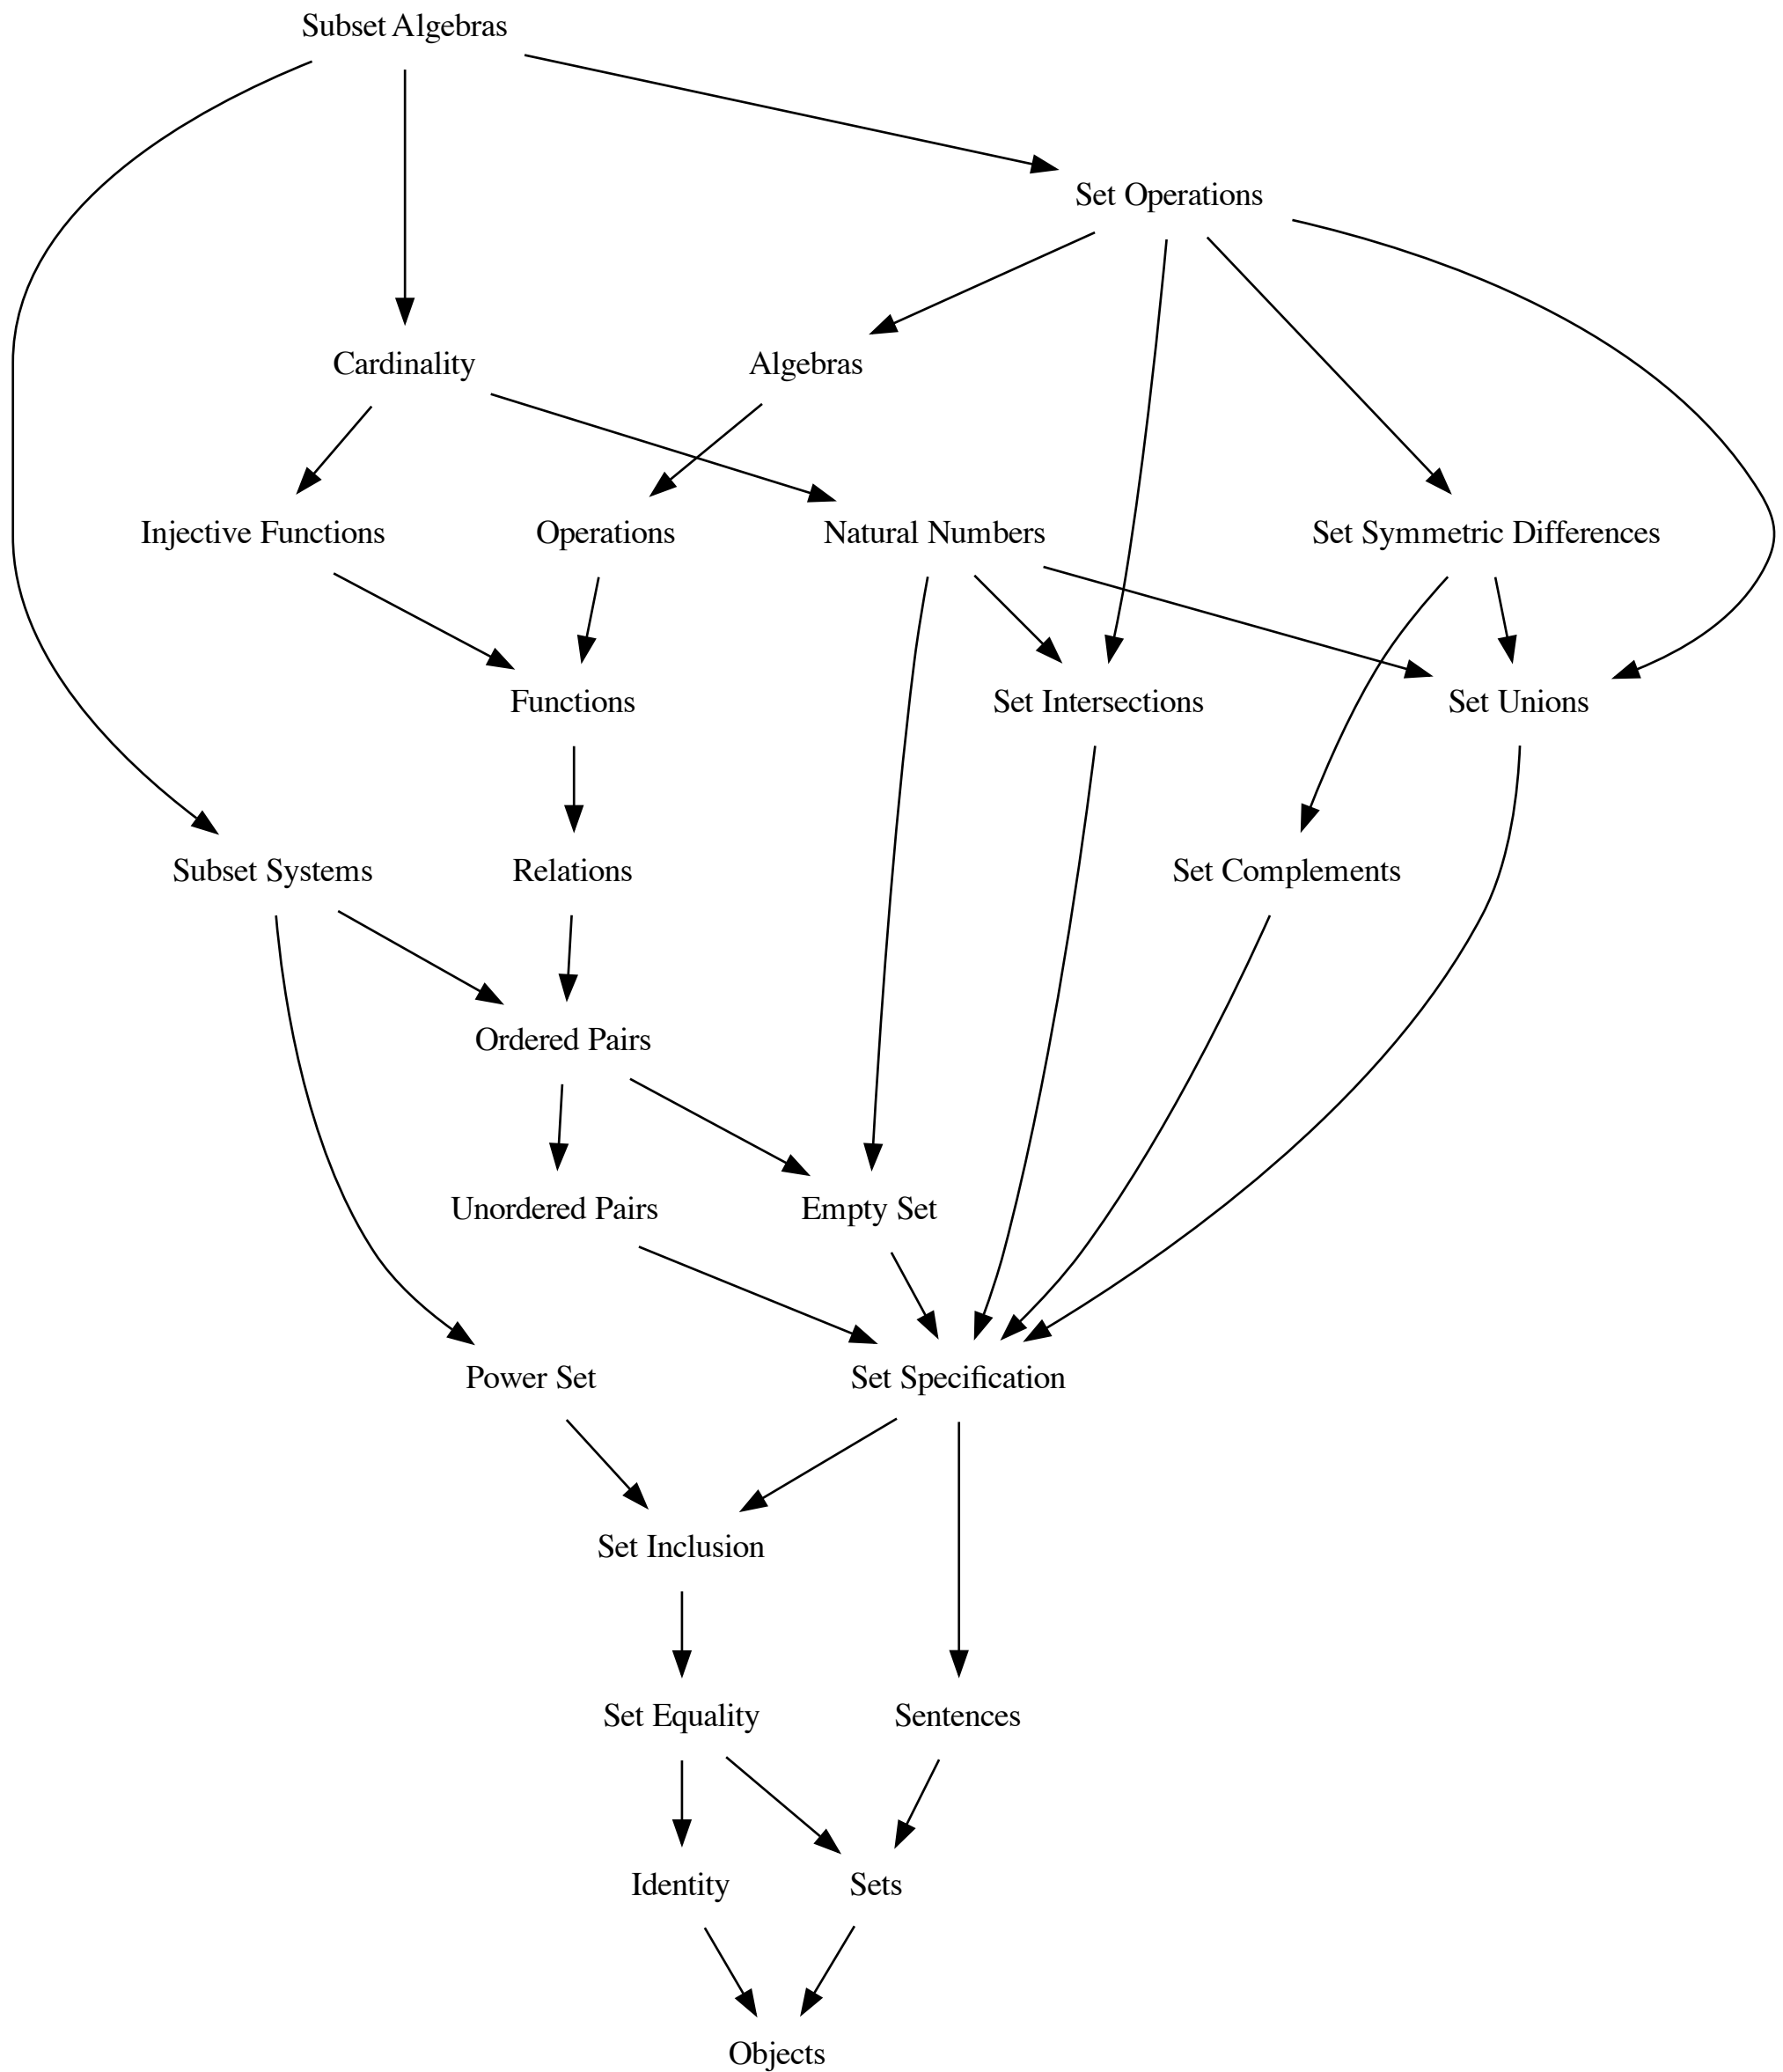 Subset Algebras
Set Operations
Cardinality
Algebras
Injective Functions
Operations
Natural Numbers
Set Symmetric Differences
Functions
Set Intersections
Set Unions
Subset Systems
Relations
Set Complements
Ordered Pairs
Unordered Pairs
Empty Set
Power Set
Set Specification
Set Inclusion
Set Equality
Sentences
Identity
Sets
Objects